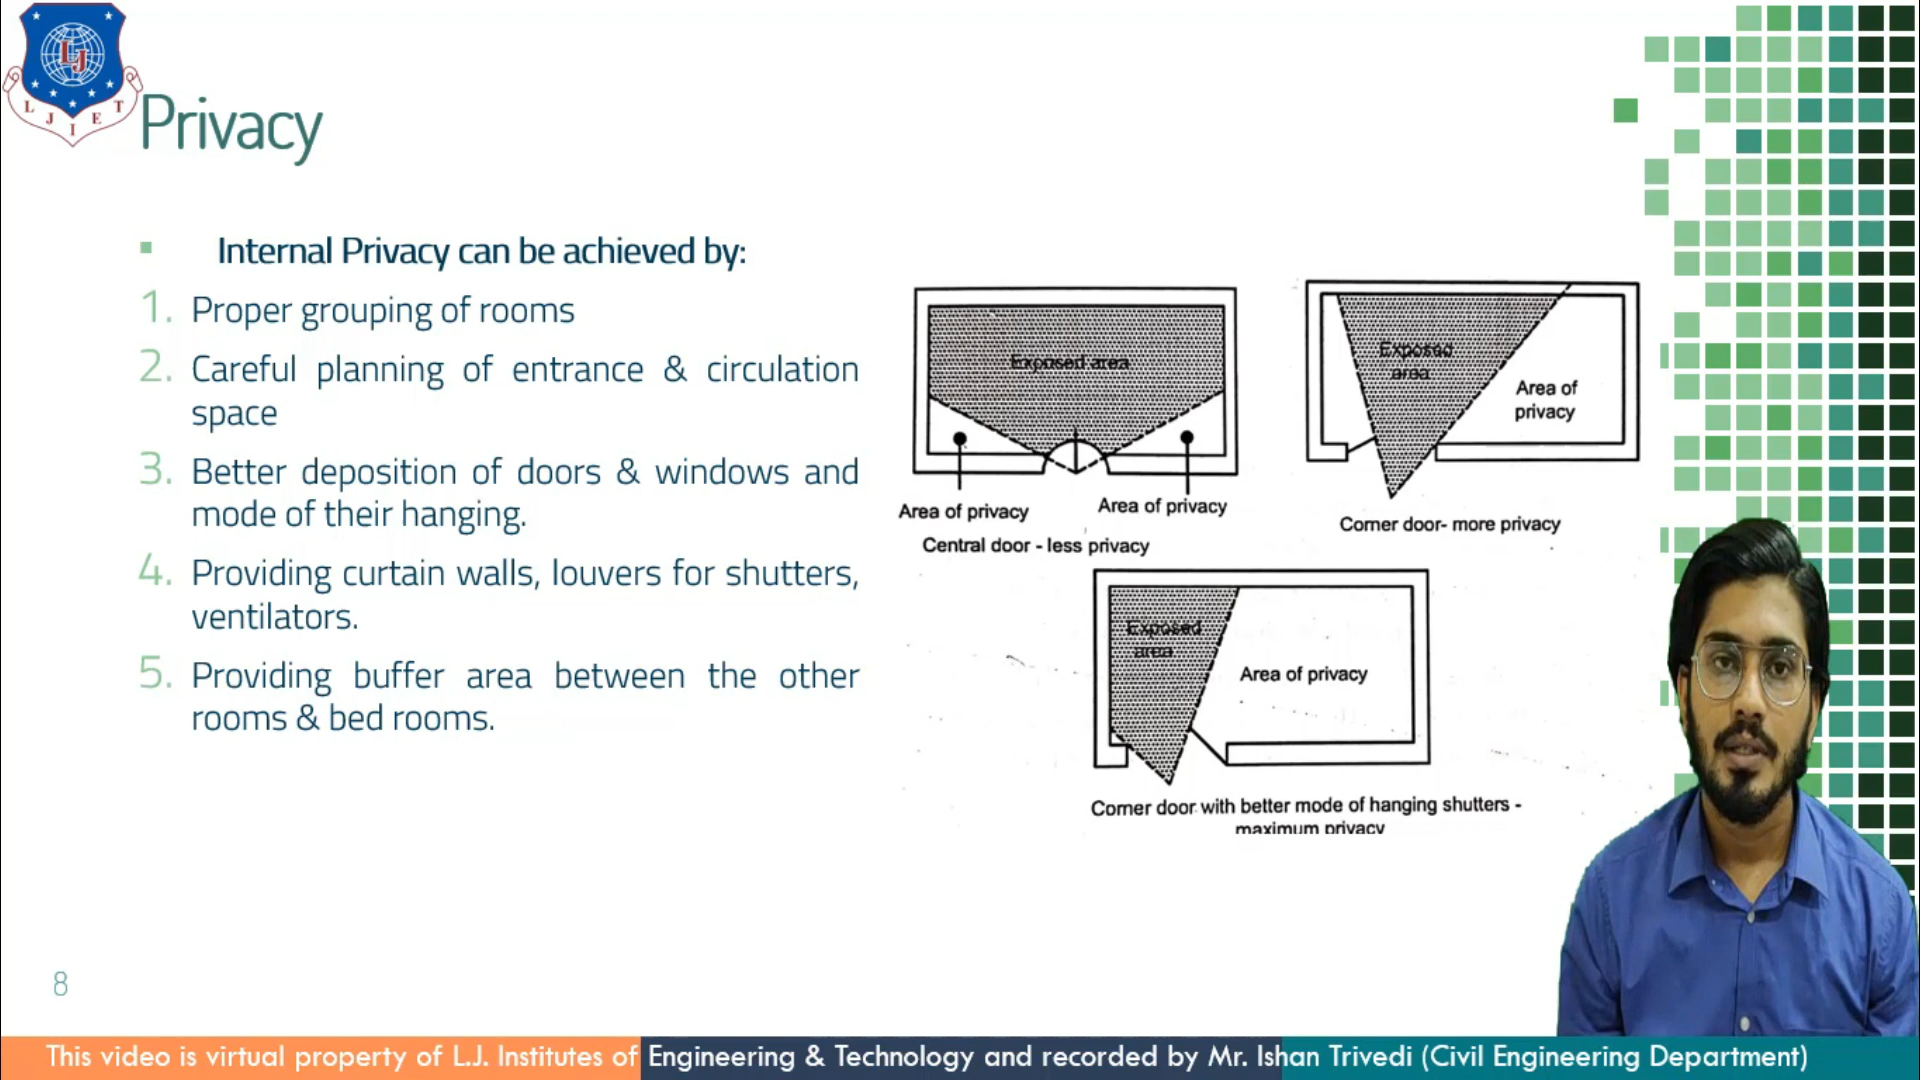 L J I E T
LJ
Privacy
Internal Privacy can be achieved by:
1. Proper grouping of rooms
2. Careful planning of entrance & circulation
space
3. Better deposition of doors & windows and
mode of their hanging.
4. Providing curtain walls, louvers for shutters,
ventilators.
5. Providing buffer area between the other
rooms & bed rooms.
Exposed area
Area of privacy
Area of privacy
Central door - less privacy
Exposed
area
Area of
privacy
Corner door- more privacy
Exposed
area
Area of privacy
Corner door with better mode of hanging shutters -
maximum privacy
8
This video is virtual property of L.J. Institutes of Engineering & Technology and recorded by Mr. Ishan Trivedi (Civil Engineering Department)